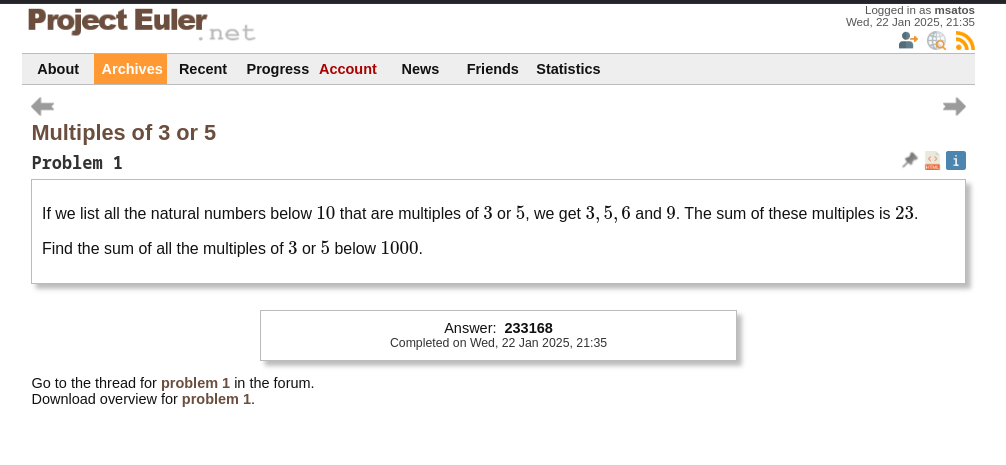 Project Euler
.net
Logged in as msatos
Wed, 22 Jan 2025, 21:35
About Archives Recent Progress Account News Friends Statistics
Multiples of 3 or 5
Problem 1
HTML
i
If we list all the natural numbers below 10 that are multiples of 3 or 5, we get 3, 5, 6 and 9. The sum of these multiples is 23.
Find the sum of all the multiples of 3 or 5 below 1000.
Answer: 233168
Completed on Wed, 22 Jan 2025, 21:35
Go to the thread for problem 1 in the forum.
Download overview for problem 1.